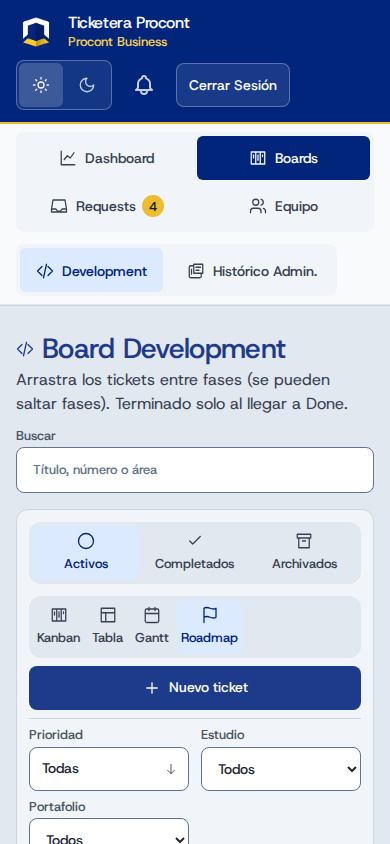 Ticketera Procont
Procont Business
Cerrar Sesión
Dashboard
Boards
Requests 4
Equipo
Development
Histórico Admin.
Board Development
Arrastra los tickets entre fases (se pueden
saltar fases). Terminado solo al llegar a Done.
Buscar
Título, número o área
Activos
Completados
Archivados
Kanban
Tabla
Gantt
Roadmap
Nuevo ticket
Prioridad
Estudio
Todas
Todos
Portafolio
Todos